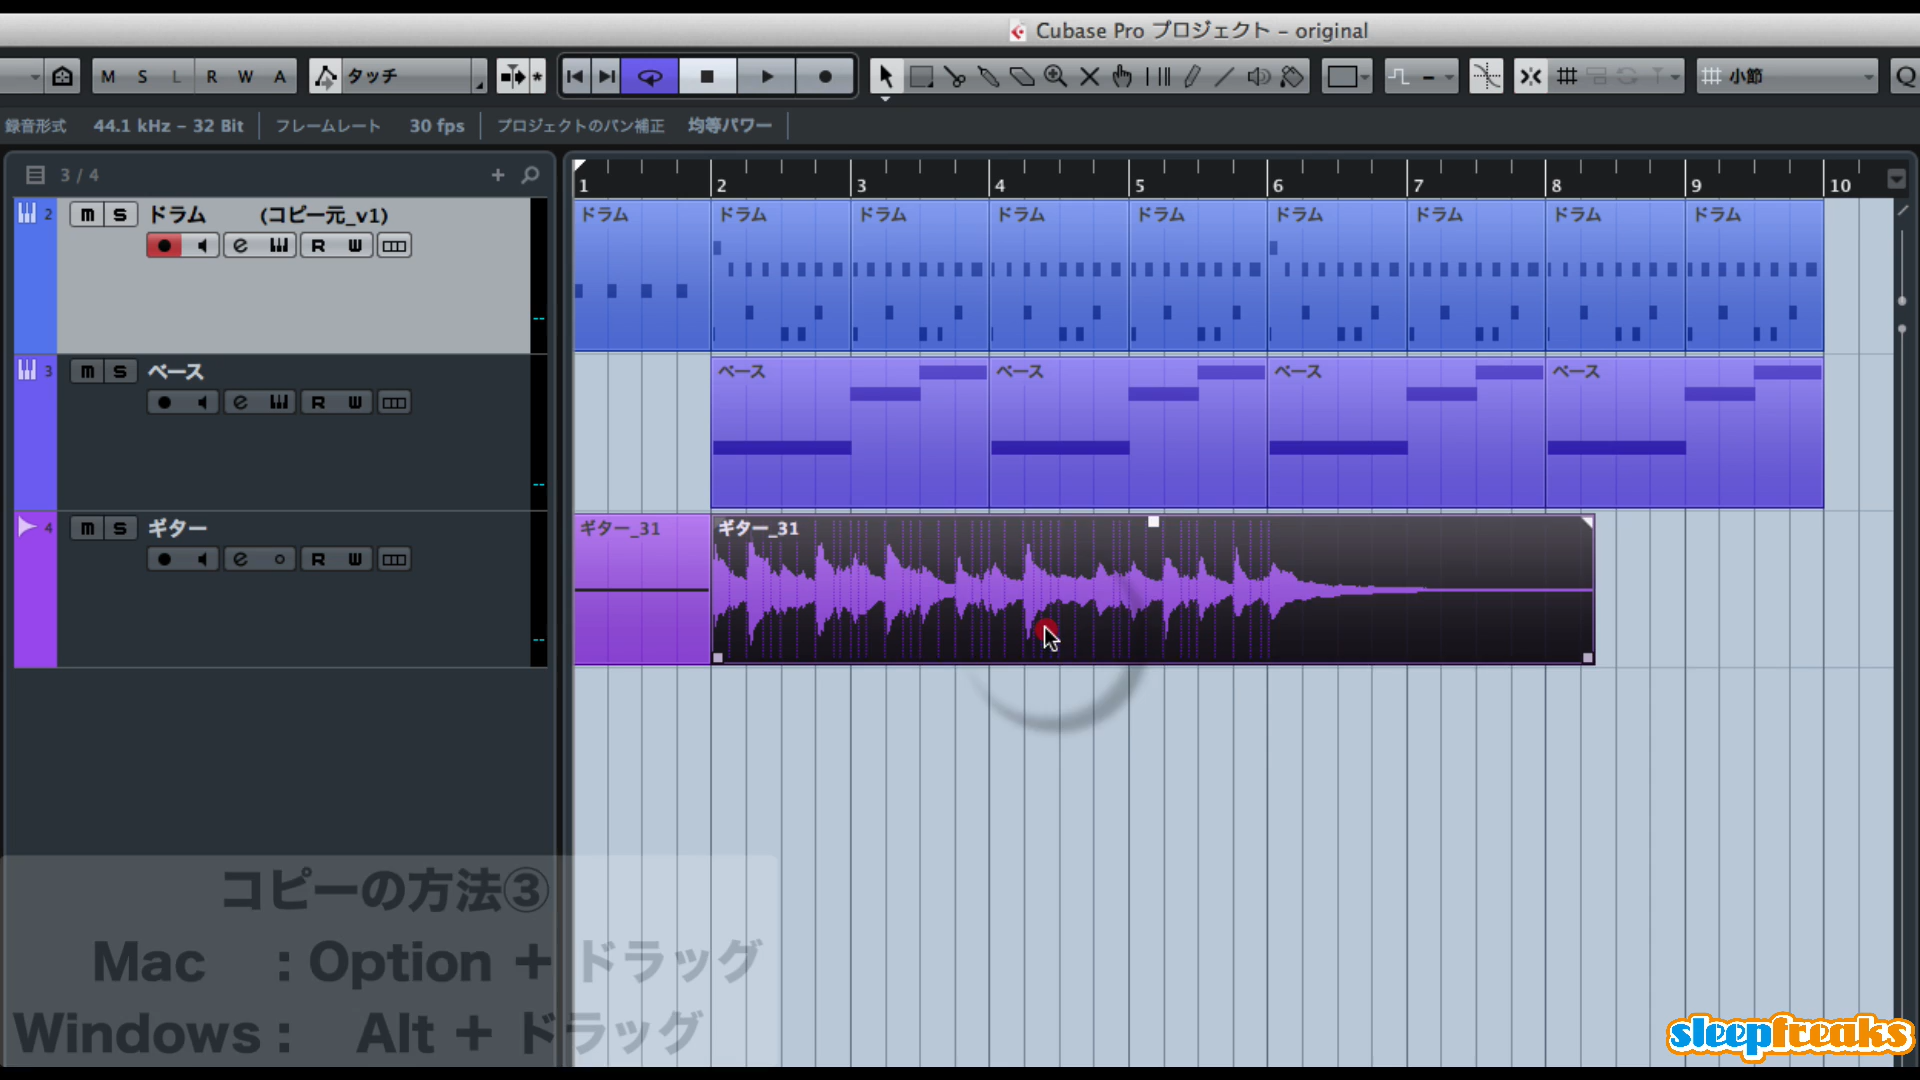 Cubase Pro プロジェクト - original
M S L R W A タッチ 小節 Q
録音形式 44.1 kHz - 32 Bit フレームレート 30 fps プロジェクトのパン補正 均等パワー
3 / 4
1 2 3 4 5 6 7 8 9 10
2 m S ドラム (コピー元_v1)
R W
ドラム ドラム ドラム ドラム ドラム ドラム ドラム ドラム ドラム
3 m S ベース
R W
ベース ベース ベース ベース
4 m S ギター
R W
ギター_31 ギター_31
コピーの方法③
Mac : Option + ドラッグ
Windows : Alt + ドラッグ
sleepfreaks